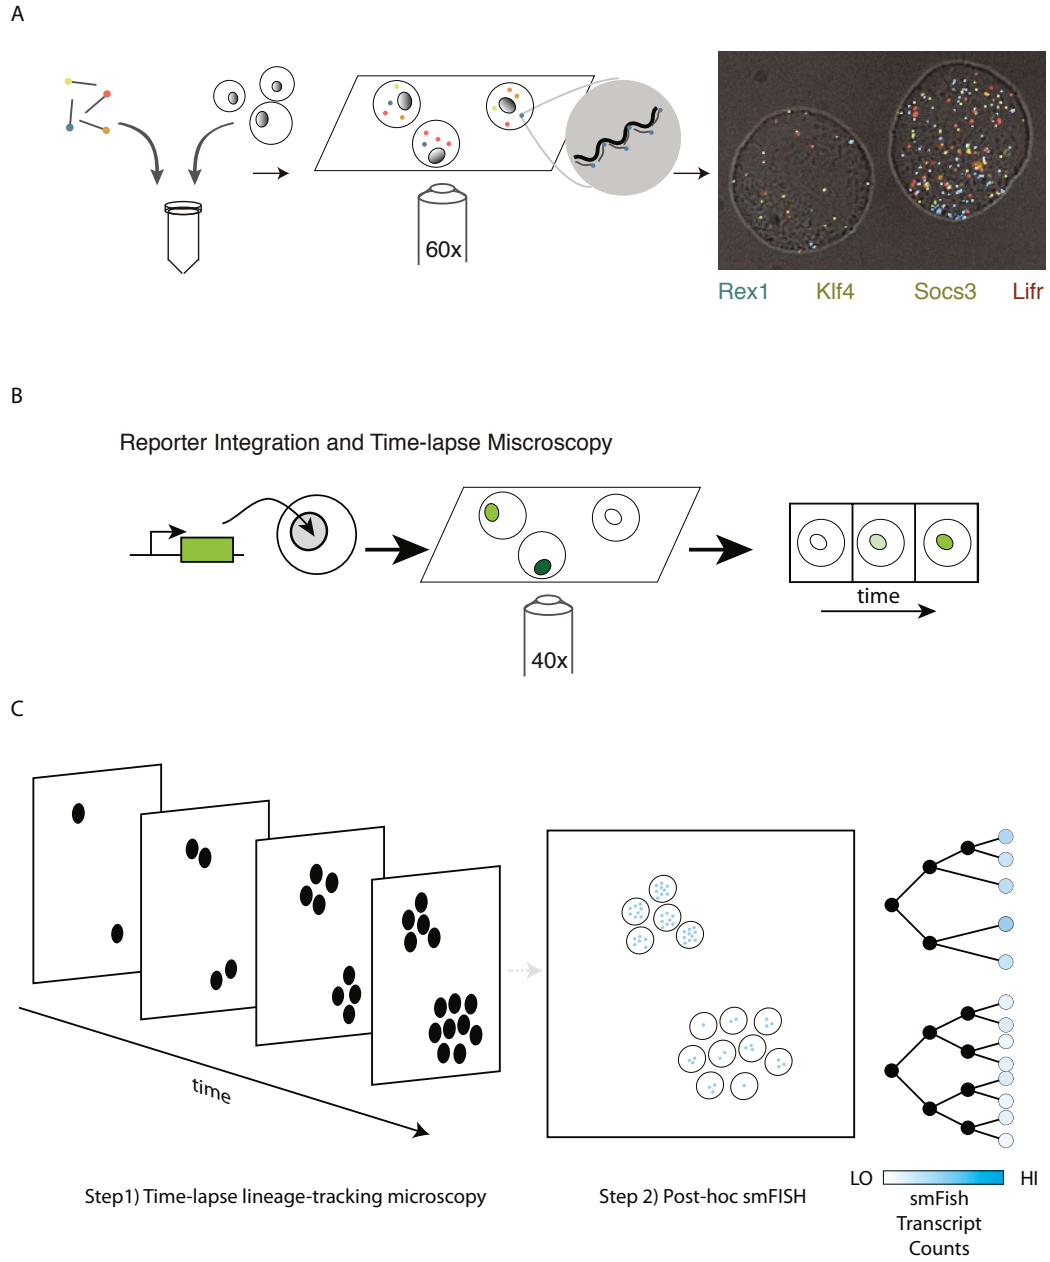 A
60x
Rex1 Klf4 Socs3 Lifr
B
Reporter Integration and Time-lapse Miscroscopy
time
40x
C
time
Step1) Time-lapse lineage-tracking microscopy
Step 2) Post-hoc smFISH
LO HI
smFish
Transcript
Counts